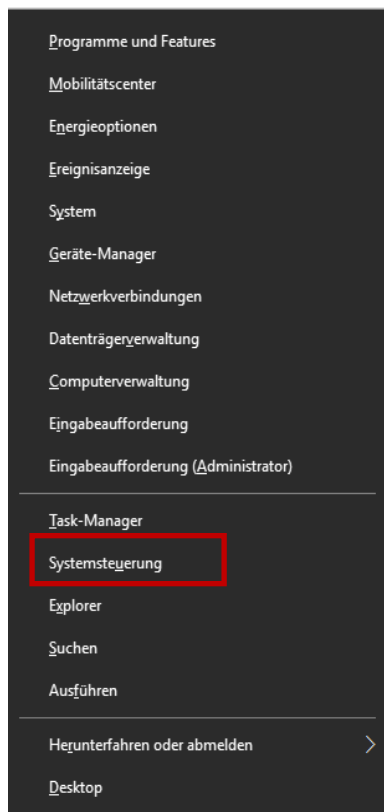 Programme und Features
Mobilitätscenter
Energieoptionen
Ereignisanzeige
System
Geräte-Manager
Netzwerkverbindungen
Datenträgerverwaltung
Computerverwaltung
Eingabeaufforderung
Eingabeaufforderung (Administrator)
Task-Manager
Systemsteuerung
Explorer
Suchen
Ausführen
Herunterfahren oder abmelden
Desktop